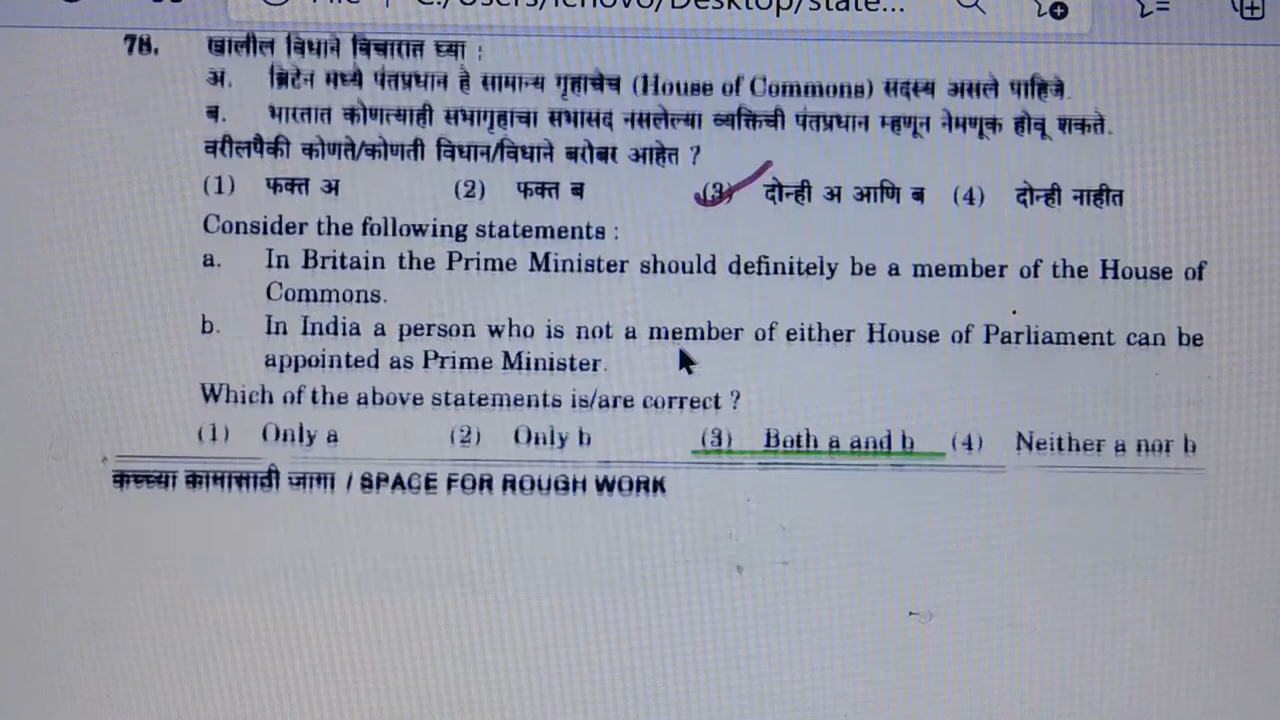 78. खालील विधाने विचारात घ्या :
अ. ब्रिटेन मध्ये पंतप्रधान हे सामान्य गृहाचेच (House of Commons) सदस्य असले पाहिजे.
ब. भारतात कोणत्याही सभागृहाचा सभासद नसलेल्या व्यक्तिची पंतप्रधान म्हणून नेमणूक होवू शकते.
वरीलपैकी कोणते/कोणती विधान/विधाने बरोबर आहेत ?
(1) फक्त अ (2) फक्त ब (3) दोन्ही अ आणि ब (4) दोन्ही नाहीत
Consider the following statements :
a. In Britain the Prime Minister should definitely be a member of the House of
Commons.
b. In India a person who is not a member of either House of Parliament can be
appointed as Prime Minister.
Which of the above statements is/are correct ?
(1) Only a (2) Only b (3) Both a and b (4) Neither a nor b
कच्च्या कामासाठी जागा / SPACE FOR ROUGH WORK